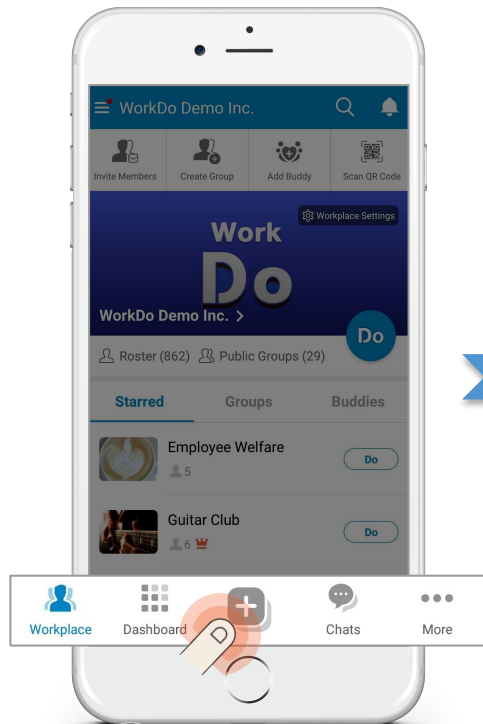 WorkDo Demo Inc.
Invite Members Create Group Add Buddy Scan QR Code
Workplace Settings
Work
Do
WorkDo Demo Inc. >
Do
Roster (862) Public Groups (29)
Starred Groups Buddies
Employee Welfare
5
Do
Guitar Club
6
Do
Workplace Dashboard Chats More